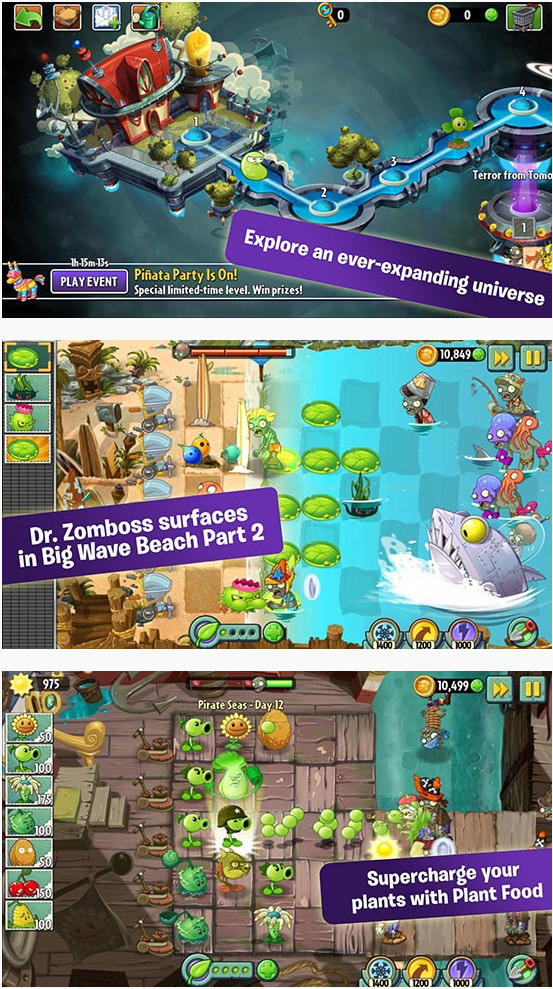 0
0
1
4
3
2
Terror from Tomo
1
Explore an ever-expanding universe
1h-15m-13s
PLAY EVENT
Piñata Party Is On!
Special limited-time level. Win prizes!
10,849
Dr. Zomboss surfaces
in Big Wave Beach Part 2
1400
1200
1000
975
10,499
Pirate Seas - Day 12
50
100
175
100
50
150
100
Supercharge your
plants with Plant Food
1400
1200
1000